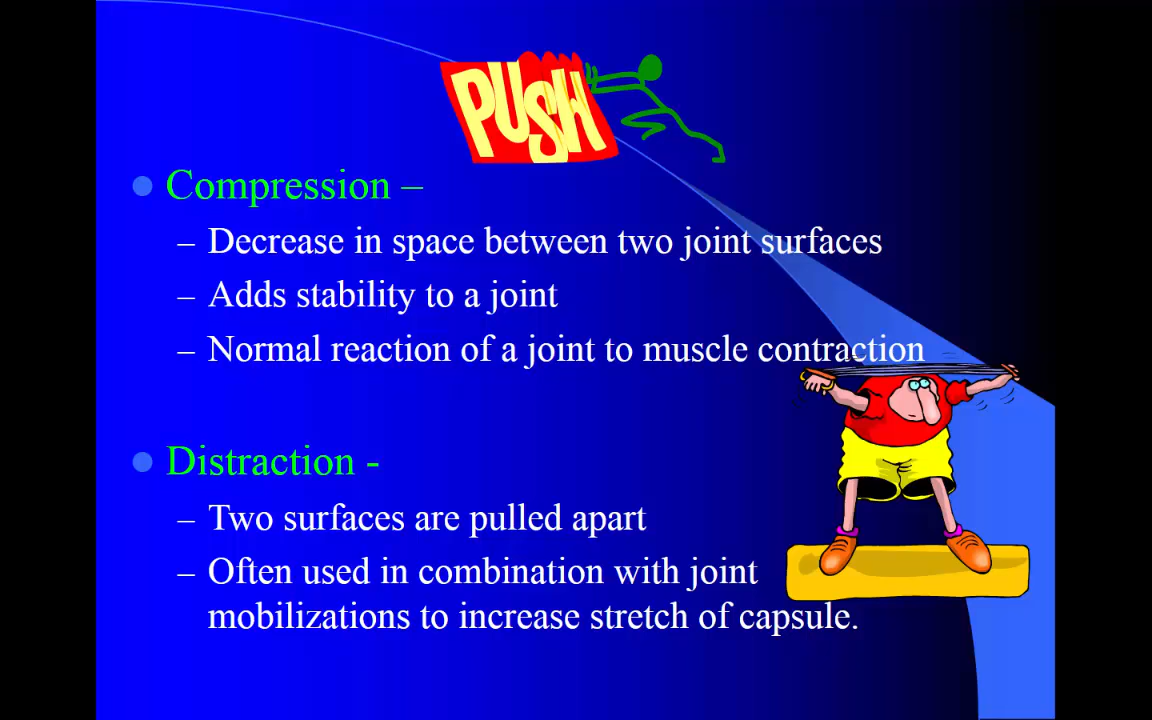 PUSH
Compression –
– Decrease in space between two joint surfaces
– Adds stability to a joint
– Normal reaction of a joint to muscle contraction
Distraction -
– Two surfaces are pulled apart
– Often used in combination with joint
mobilizations to increase stretch of capsule.